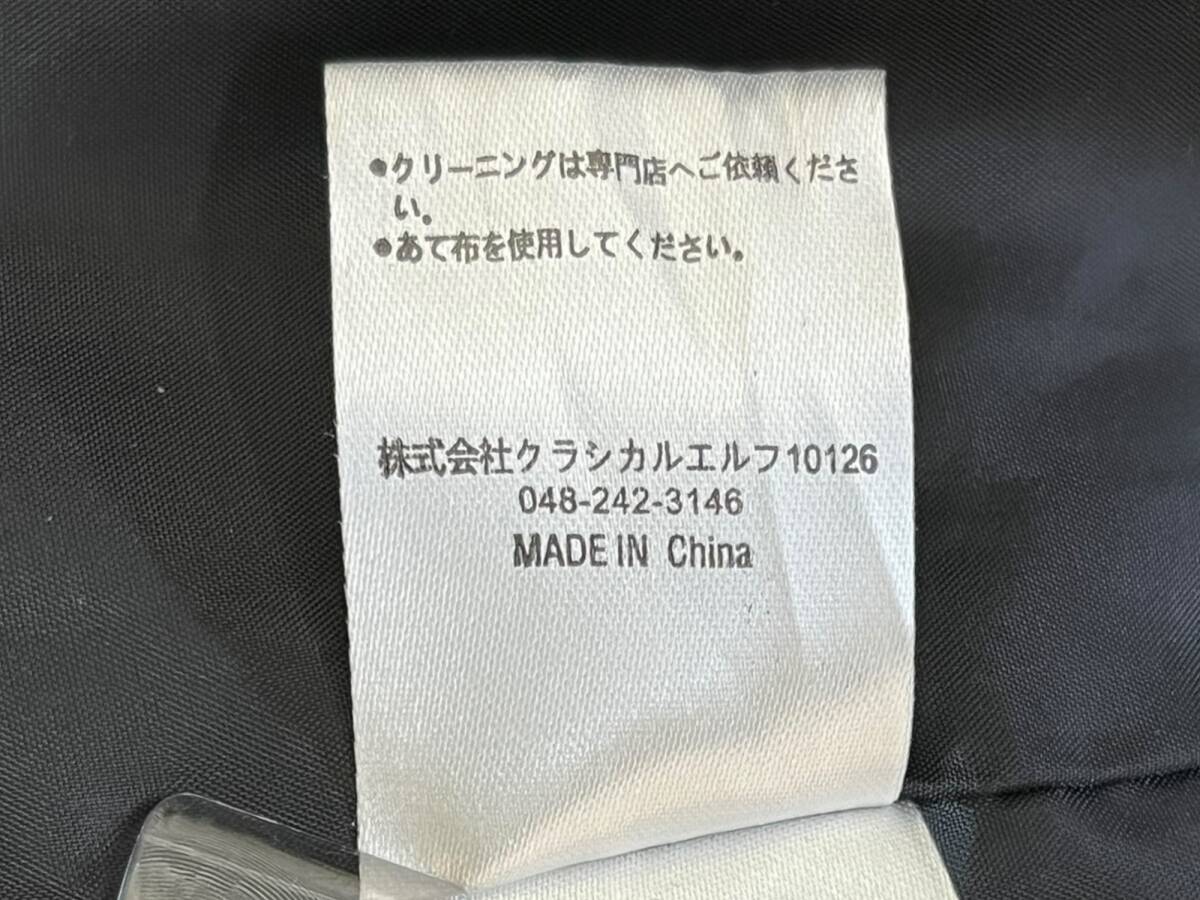 ●クリーニングは専門店へご依頼くださ
い。
●あて布を使用してください。
株式会社クラシカルエルフ10126
048-242-3146
MADE IN China